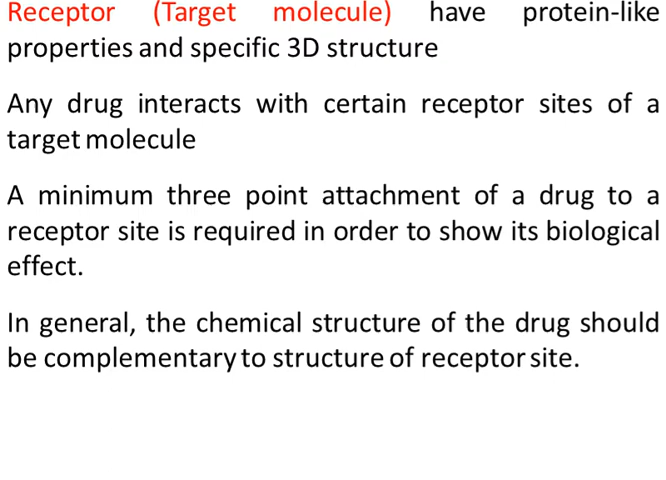 Receptor (Target molecule) have protein-like
properties and specific 3D structure
Any drug interacts with certain receptor sites of a
target molecule
A minimum three point attachment of a drug to a
receptor site is required in order to show its biological
effect.
In general, the chemical structure of the drug should
be complementary to structure of receptor site.